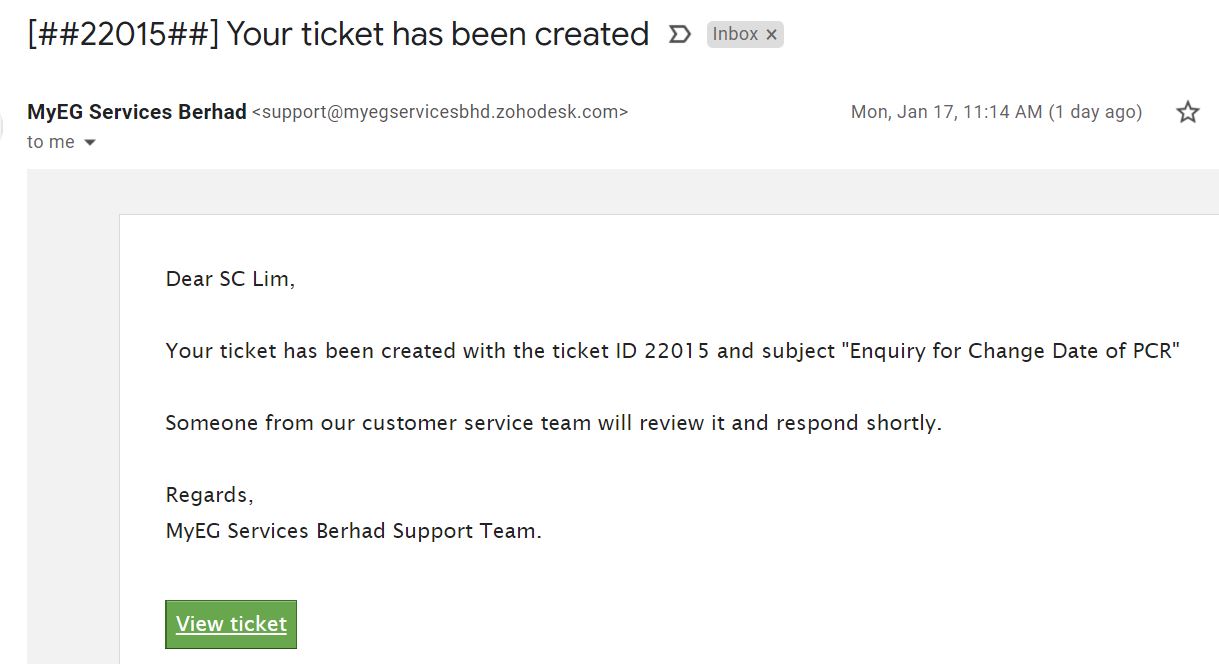 [##22015##] Your ticket has been created
Inbox ×
MyEG Services Berhad <support@myegservicesbhd.zohodesk.com>
Mon, Jan 17, 11:14 AM (1 day ago)
to me
Dear SC Lim,
Your ticket has been created with the ticket ID 22015 and subject "Enquiry for Change Date of PCR"
Someone from our customer service team will review it and respond shortly.
Regards,
MyEG Services Berhad Support Team.
View ticket